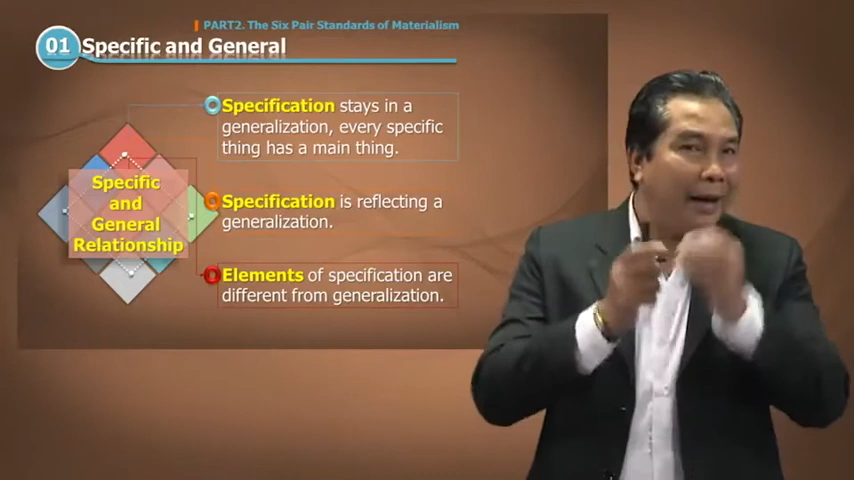 PART2. The Six Pair Standards of Materialism
01 Specific and General
Specification stays in a
generalization, every specific
thing has a main thing.
Specific
and
General
Relationship
Specification is reflecting a
generalization.
Elements of specification are
different from generalization.